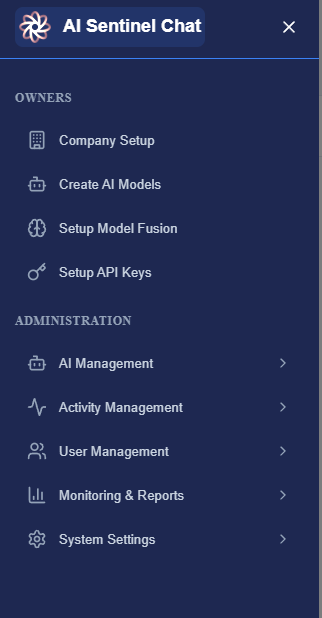 AI Sentinel Chat
OWNERS
Company Setup
Create AI Models
Setup Model Fusion
Setup API Keys
ADMINISTRATION
AI Management
Activity Management
User Management
Monitoring & Reports
System Settings